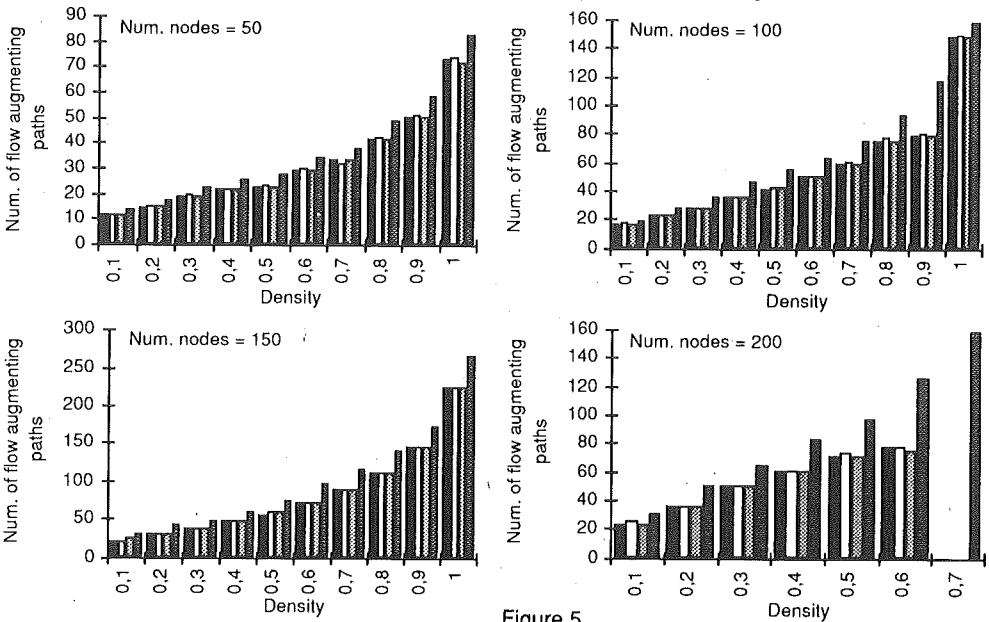 Num. nodes = 50
Num. of flow augmenting
paths
90
80
70
60
50
40
30
20
10
0
0,1 0,2 0,3 0,4 0,5 0,6 0,7 0,8 0,9 1
Density
Num. nodes = 100
Num. of flow augmenting
paths
160
140
120
100
80
60
40
20
0
0,1 0,2 0,3 0,4 0,5 0,6 0,7 0,8 0,9 1
Density
Num. nodes = 150
Num. of flow augmenting
paths
300
250
200
150
100
50
0
0,1 0,2 0,3 0,4 0,5 0,6 0,7 0,8 0,9 1
Density
Num. nodes = 200
Num. of flow augmenting
paths
160
140
120
100
80
60
40
20
0
0,1 0,2 0,3 0,4 0,5 0,6 0,7
Density
Figure 5